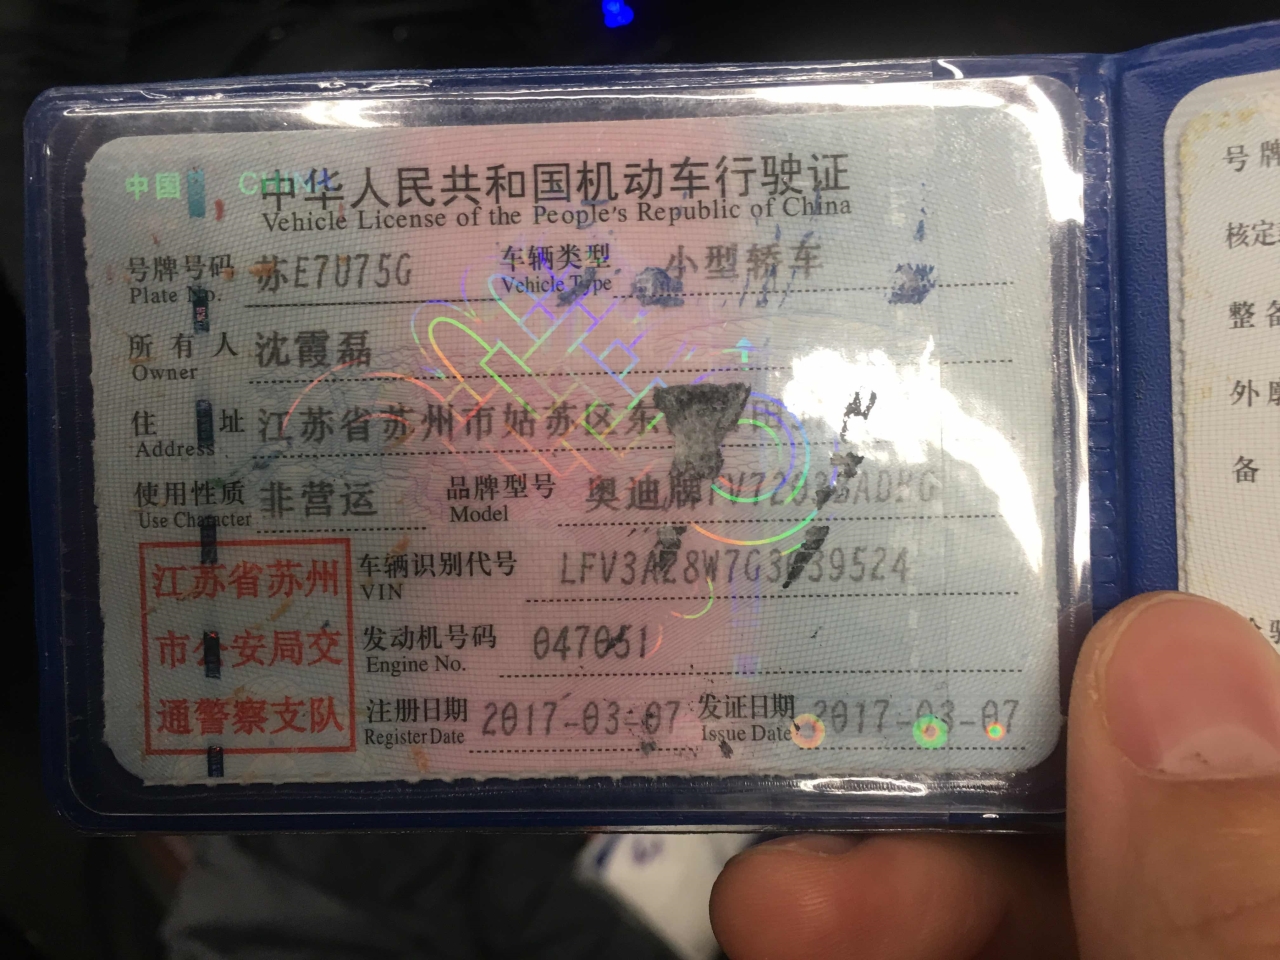 中国 CHINA
中华人民共和国机动车行驶证
Vehicle License of the People's Republic of China
号牌号码 苏E7U75G 车辆类型 小型轿车
Plate No. Vehicle Type
所有人 沈霞磊
Owner
住址 江苏省苏州市姑苏区东
Address
使用性质 非营运 品牌型号 奥迪牌
Use Character Model
江苏省苏州 车辆识别代号
VIN
市公安局交 发动机号码 047051
Engine No.
通警察支队 注册日期 2017-03-07 发证日期 2017-03-07
Register Date Issue Date
号牌
核定
整备
外
备